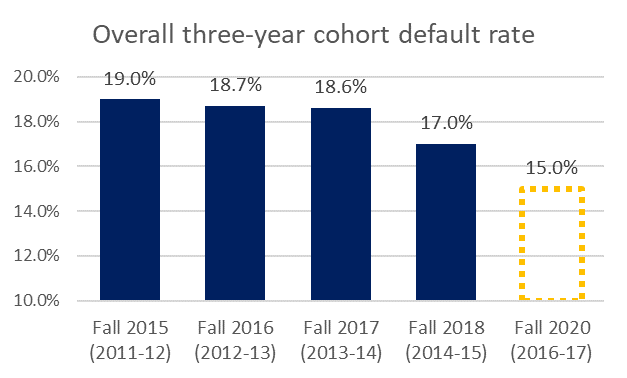 Overall three-year cohort default rate
20.0%
18.0%
16.0%
14.0%
12.0%
10.0%
19.0%
18.7%
18.6%
17.0%
15.0%
Fall 2015
(2011-12)
Fall 2016
(2012-13)
Fall 2017
(2013-14)
Fall 2018
(2014-15)
Fall 2020
(2016-17)